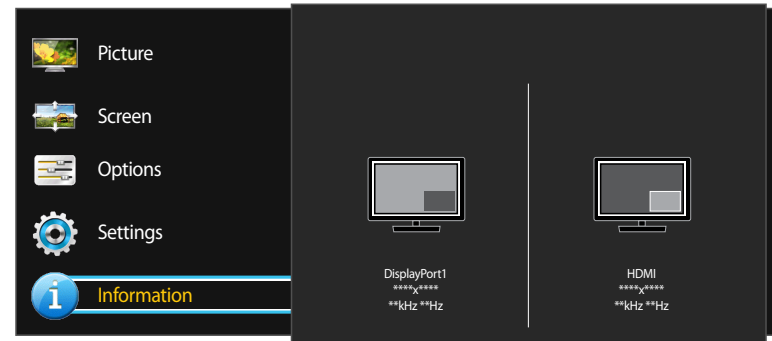 Picture
Screen
Options
Settings
Information
DisplayPort1
****x****
**kHz **Hz
HDMI
****x****
**kHz **Hz